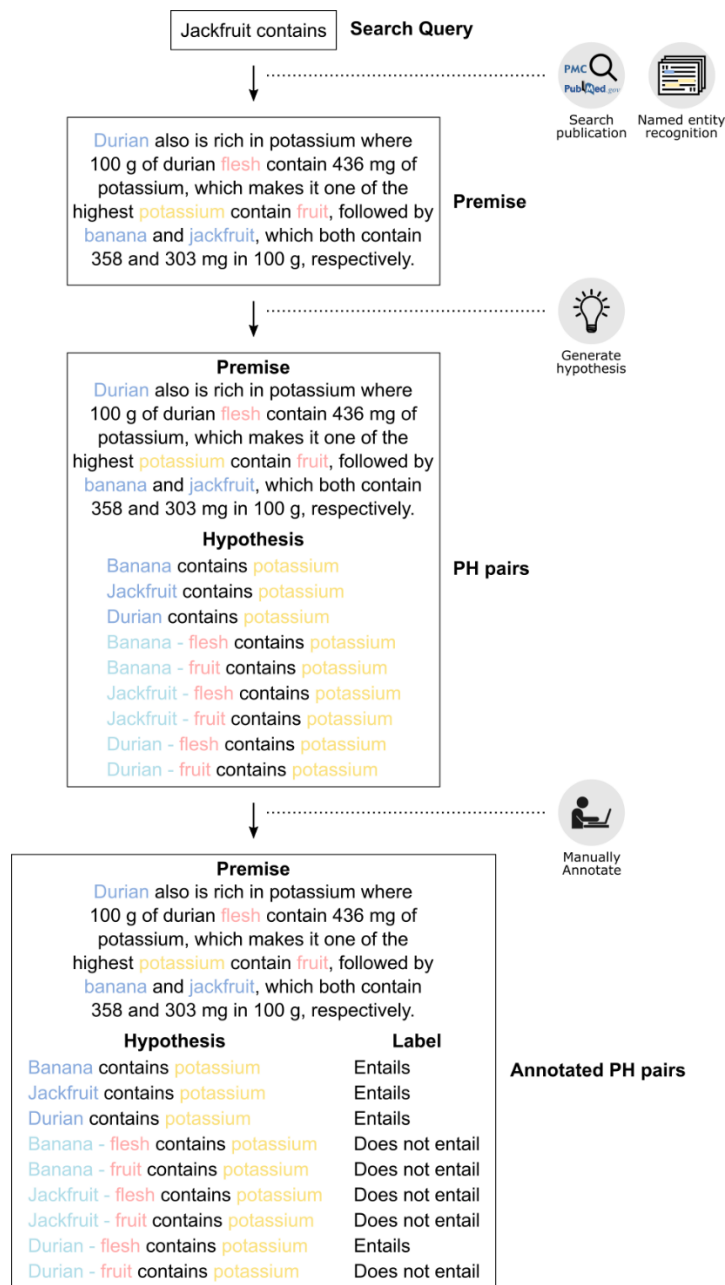 Jackfruit contains
Search Query
PMC
PubMed.gov
Search
publication
Named entity
recognition
Durian also is rich in potassium where
100 g of durian flesh contain 436 mg of
potassium, which makes it one of the
highest potassium contain fruit, followed by
banana and jackfruit, which both contain
358 and 303 mg in 100 g, respectively.
Premise
Generate
hypothesis
Premise
Durian also is rich in potassium where
100 g of durian flesh contain 436 mg of
potassium, which makes it one of the
highest potassium contain fruit, followed by
banana and jackfruit, which both contain
358 and 303 mg in 100 g, respectively.
Hypothesis
Banana contains potassium
Jackfruit contains potassium
Durian contains potassium
Banana - flesh contains potassium
Banana - fruit contains potassium
Jackfruit - flesh contains potassium
Jackfruit - fruit contains potassium
Durian - flesh contains potassium
Durian - fruit contains potassium
PH pairs
Manually
Annotate
Premise
Durian also is rich in potassium where
100 g of durian flesh contain 436 mg of
potassium, which makes it one of the
highest potassium contain fruit, followed by
banana and jackfruit, which both contain
358 and 303 mg in 100 g, respectively.
Hypothesis Label
Banana contains potassium Entails
Jackfruit contains potassium Entails
Durian contains potassium Entails
Banana - flesh contains potassium Does not entail
Banana - fruit contains potassium Does not entail
Jackfruit - flesh contains potassium Does not entail
Jackfruit - fruit contains potassium Does not entail
Durian - flesh contains potassium Entails
Durian - fruit contains potassium Does not entail
Annotated PH pairs